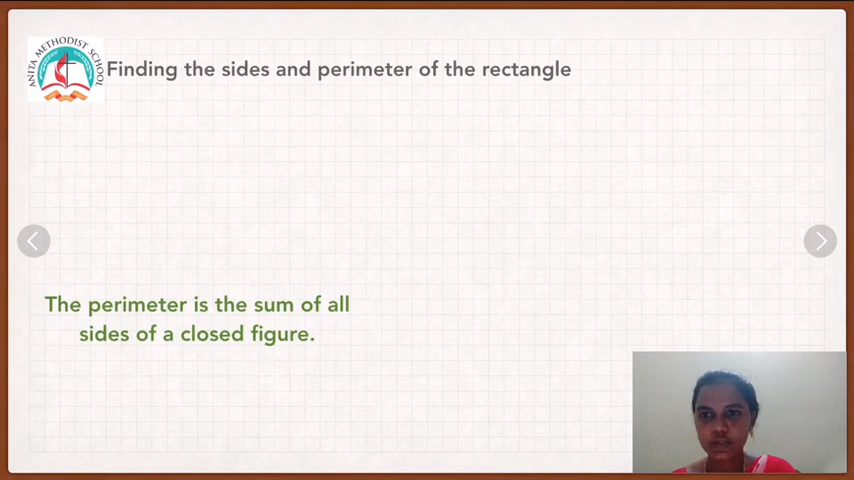 ANITA METHODIST SCHOOL
Finding the sides and perimeter of the rectangle
The perimeter is the sum of all
sides of a closed figure.